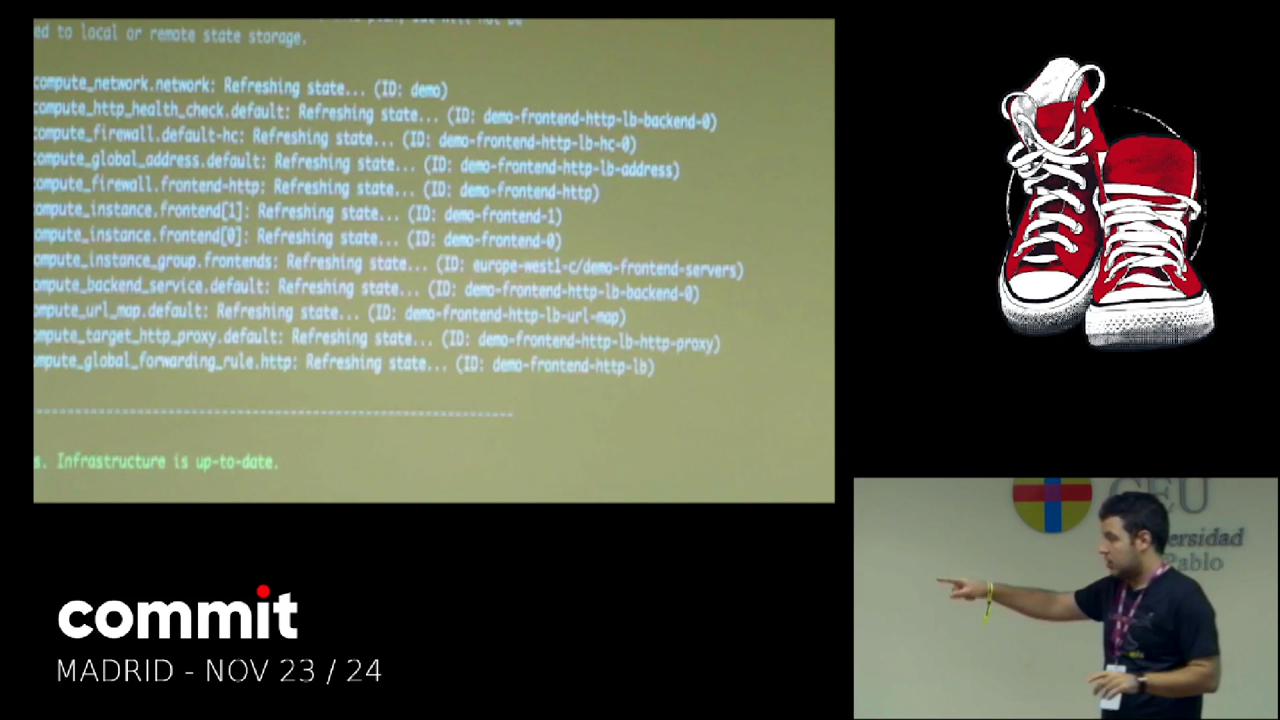 ed to local or remote state storage.
compute_network.network: Refreshing state... (ID: demo)
compute_http_health_check.default: Refreshing state... (ID: demo-frontend-http-lb-backend-0)
compute_firewall.default-hc: Refreshing state... (ID: demo-frontend-http-lb-hc-0)
compute_global_address.default: Refreshing state... (ID: demo-frontend-http-lb-address)
compute_firewall.frontend-http: Refreshing state... (ID: demo-frontend-http)
ompute_instance.frontend[1]: Refreshing state... (ID: demo-frontend-1)
ompute_instance.frontend[0]: Refreshing state... (ID: demo-frontend-0)
ompute_instance_group.frontends: Refreshing state... (ID: europe-west1-c/demo-frontend-servers)
ompute_backend_service.default: Refreshing state... (ID: demo-frontend-http-lb-backend-0)
ompute_url_map.default: Refreshing state... (ID: demo-frontend-http-lb-url-map)
ompute_target_http_proxy.default: Refreshing state... (ID: demo-frontend-http-lb-http-proxy)
ompute_global_forwarding_rule.http: Refreshing state... (ID: demo-frontend-http-lb)
s. Infrastructure is up-to-date.
commit
MADRID - NOV 23 / 24
CEU
ersidad
Pablo